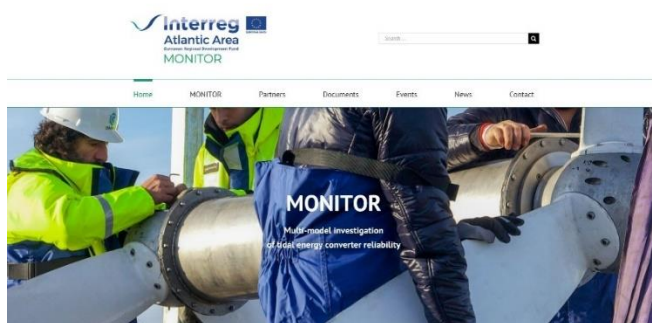 Interreg
Atlantic Area
European Regional Development Fund
MONITOR
Search...
Home MONITOR Partners Documents Events News Contact
MONITOR
Multi-model investigation
of tidal energy converter reliability